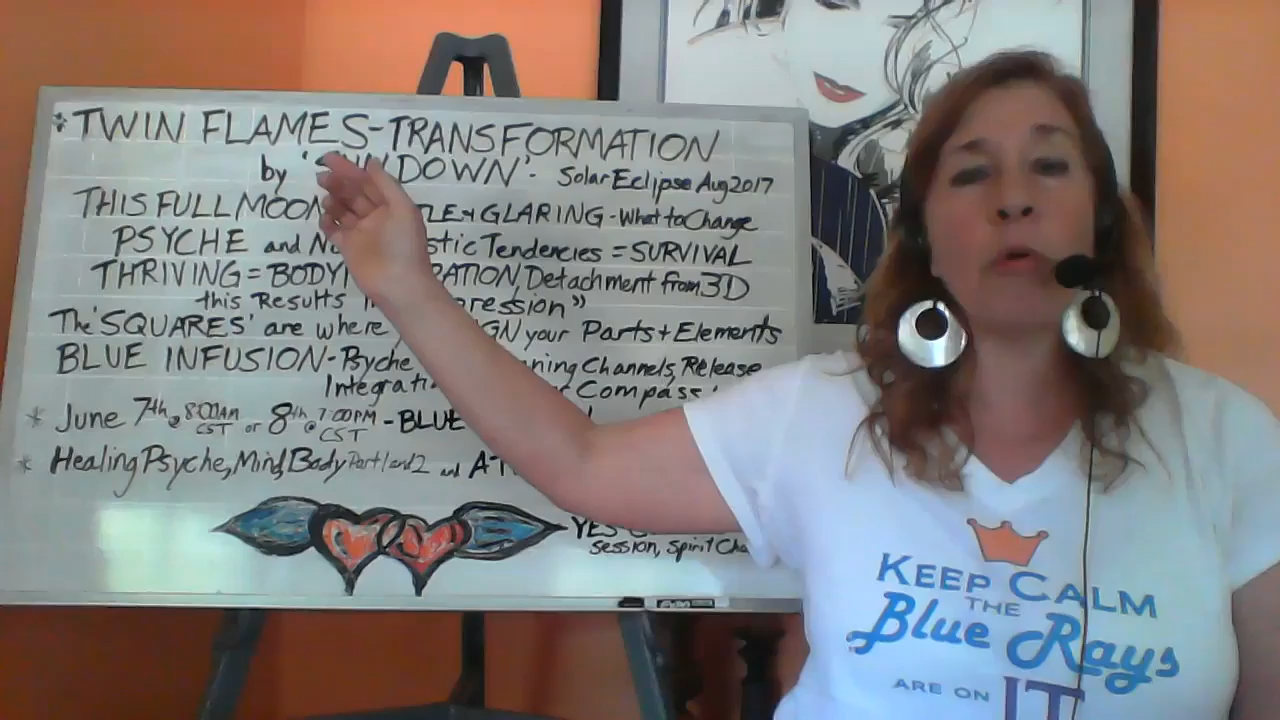 TWIN FLAMES-TRANSFORMATION
by 'SUNDOWN'- Solar Eclipse Aug 2017
THIS FULL MOON GLARING - What to Change
PSYCHE and Tendencies = SURVIVAL
THRIVING = BODY Detachment from 3D
this Results
The 'SQUARES' are where your Parts + Elements
BLUE INFUSION - Psyche Channels, Release
Compass
* June 7th @ 8:00AM CST or 8th @ 7:00PM CST - BLUE
* Healing Psyche, Mind, Body Part 1 and 2 and
YES
session, Spirit
KEEP CALM
THE
Blue Rays
ARE ON IT